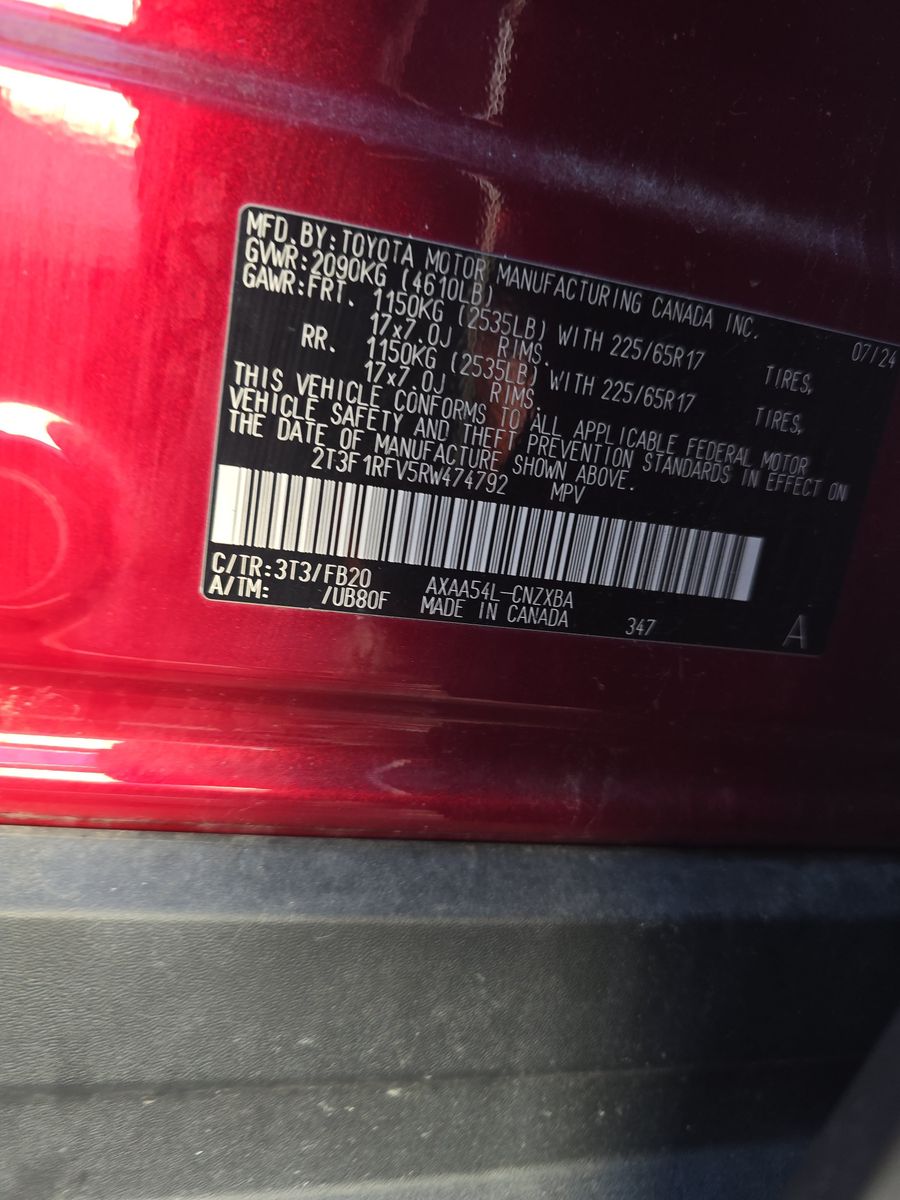 MFD.BY:TOYOTA MOTOR MANUFACTURING CANADA INC. 07/24
GVWR:2090KG (4610LB)
GAWR:FRT. 1150KG (2535LB) WITH 225/65R17 TIRES,
17x7.0J RIMS.
RR. 1150KG (2535LB) WITH 225/65R17 TIRES,
17x7.0J RIMS.
THIS VEHICLE CONFORMS TO ALL APPLICABLE FEDERAL MOTOR
VEHICLE SAFETY AND THEFT PREVENTION STANDARDS IN EFFECT ON
THE DATE OF MANUFACTURE SHOWN ABOVE.
2T3F1RFV5RW474792 MPV
C/TR:3T3/FB20 AXAA54L-CNZXBA
A/TM: /UB80F MADE IN CANADA 347 A